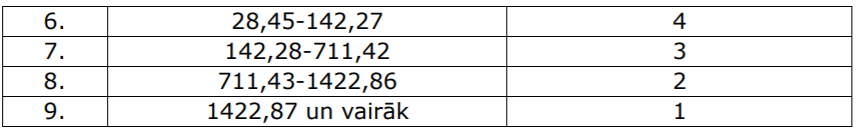 6. 28,45-142,27 4
7. 142,28-711,42 3
8. 711,43-1422,86 2
9. 1422,87 un vairāk 1